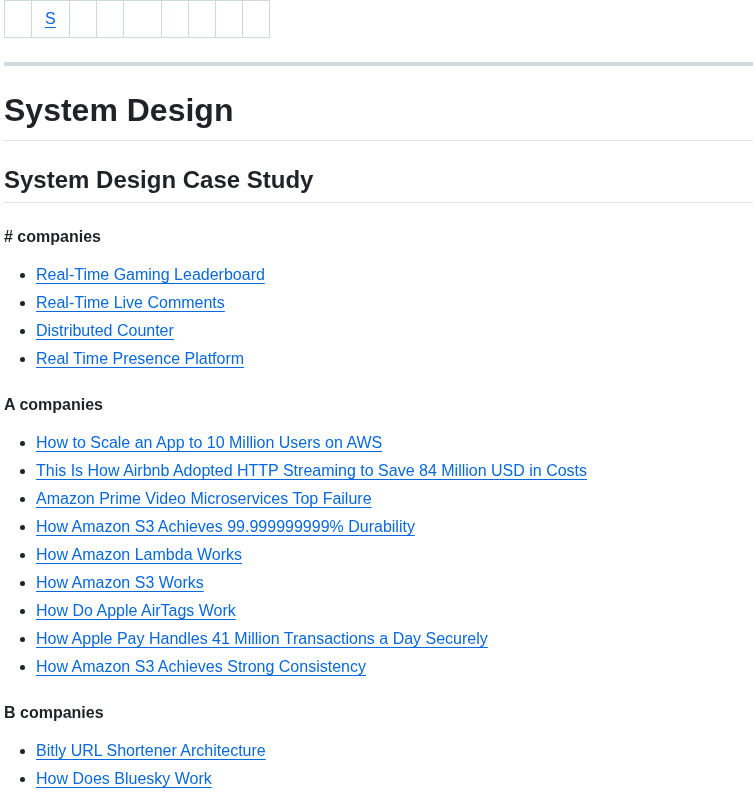 S
System Design
System Design Case Study
# companies
Real-Time Gaming Leaderboard
Real-Time Live Comments
Distributed Counter
Real Time Presence Platform
A companies
How to Scale an App to 10 Million Users on AWS
This Is How Airbnb Adopted HTTP Streaming to Save 84 Million USD in Costs
Amazon Prime Video Microservices Top Failure
How Amazon S3 Achieves 99.999999999% Durability
How Amazon Lambda Works
How Amazon S3 Works
How Do Apple AirTags Work
How Apple Pay Handles 41 Million Transactions a Day Securely
How Amazon S3 Achieves Strong Consistency
B companies
Bitly URL Shortener Architecture
How Does Bluesky Work